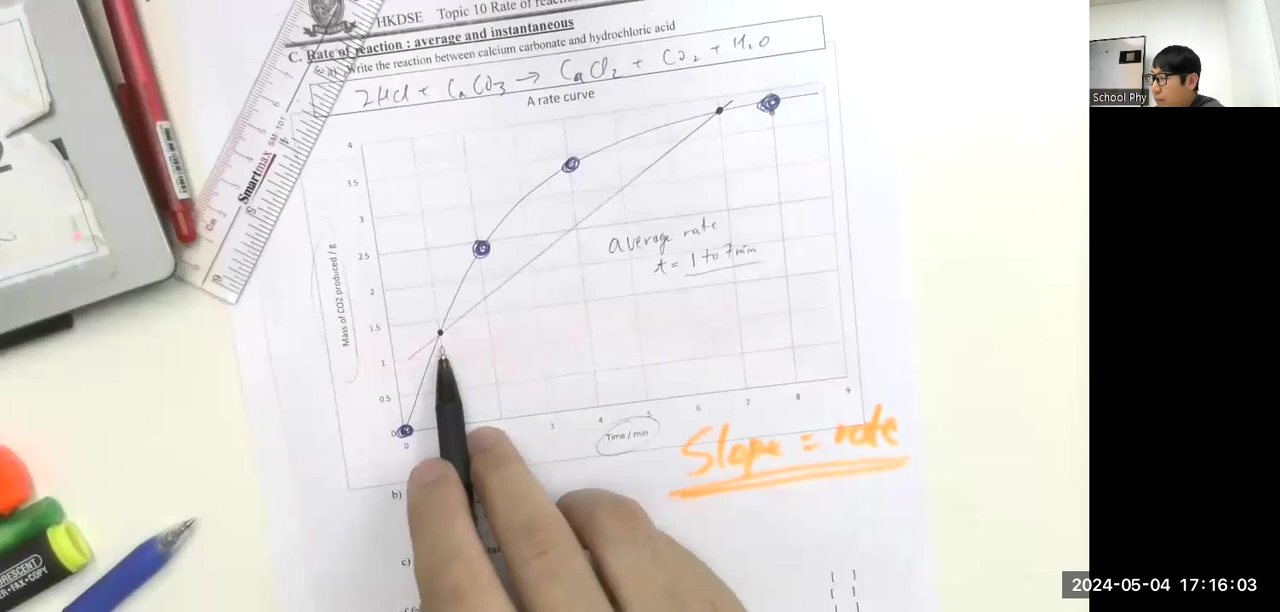 HKDSE Topic 10 Rate of reaction
C. Rate of reaction : average and instantaneous
Write the reaction between calcium carbonate and hydrochloric acid
2HCl + CaCO3 → CaCl2 + CO2 + H2O
A rate curve
4
3.5
3
2.5
2
1.5
1
0.5
0
Mass of CO2 produced / g
average rate
t = 1 to 7 min
0
3
4
5
6
7
8
9
Time / min
Slope = rate
b)
c)
[ ]
[ ]
[ ]
Smartmax SM-101
School Phy
2024-05-04 17:16:03